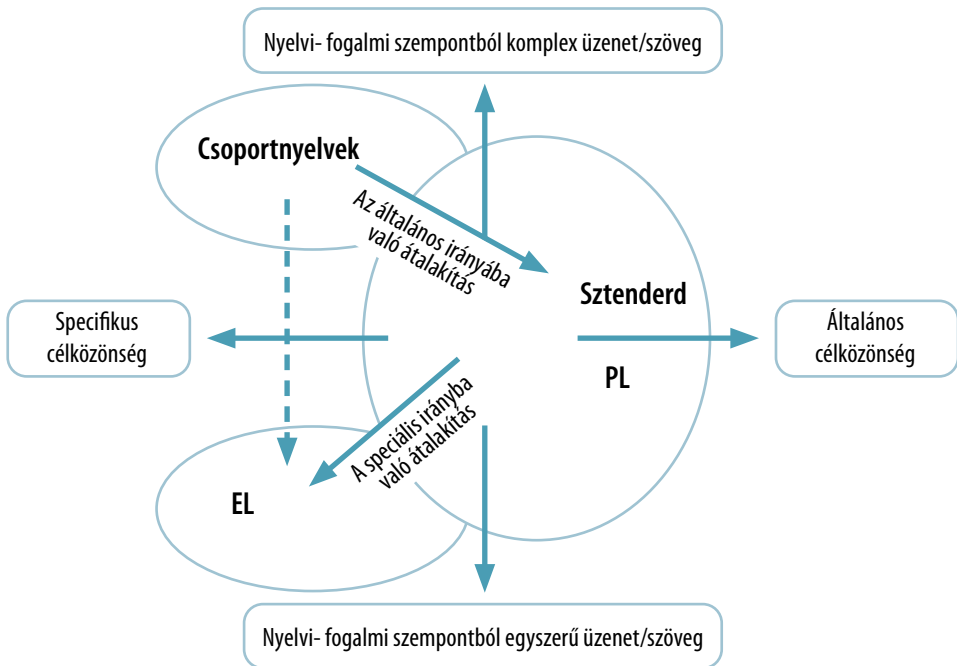 Nyelvi- fogalmi szempontból komplex üzenet/szöveg
Csoportnyelvek
Az általános irányába
való átalakítás
Sztenderd
Specifikus
célközönség
Általános
célközönség
PL
A speciális irányba
való átalakítás
EL
Nyelvi- fogalmi szempontból egyszerű üzenet/szöveg